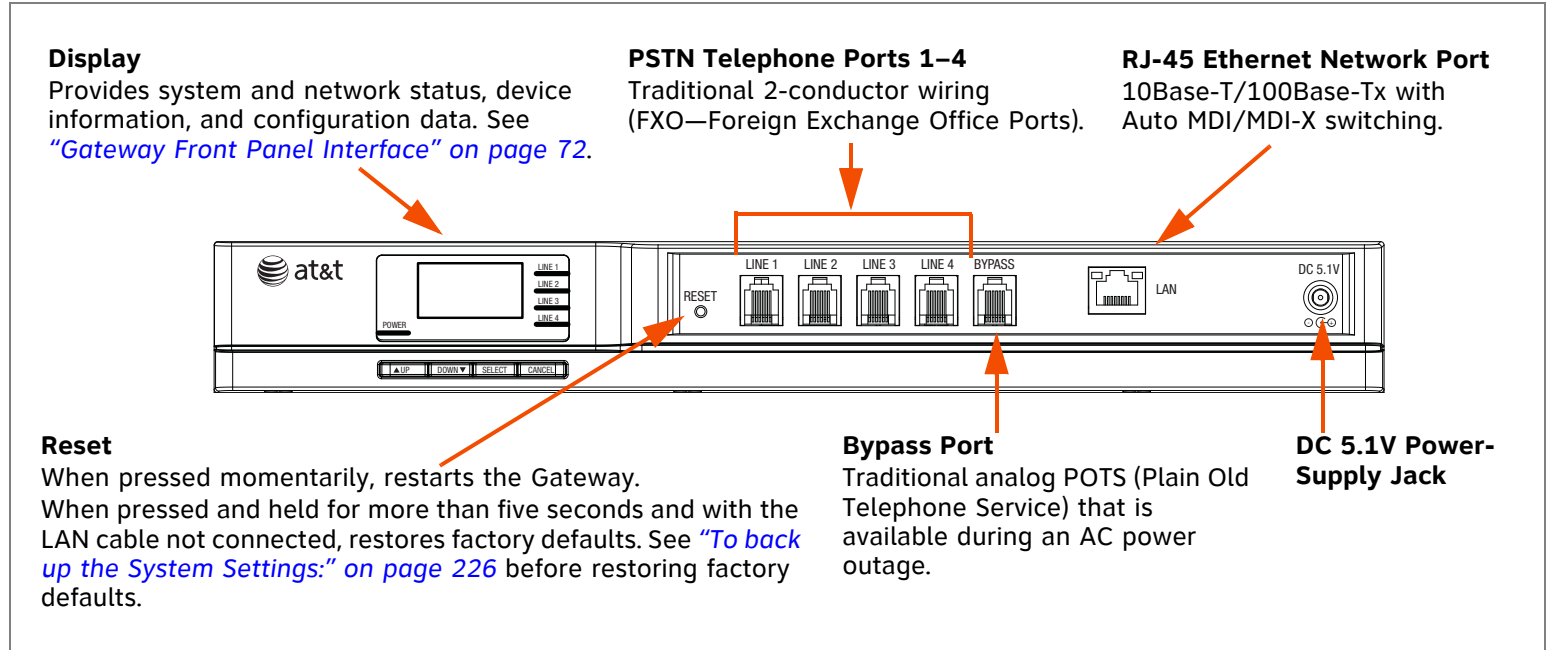 Display
Provides system and network status, device
information, and configuration data. See
“Gateway Front Panel Interface” on page 72.
PSTN Telephone Ports 1–4
Traditional 2-conductor wiring
(FXO—Foreign Exchange Office Ports).
RJ-45 Ethernet Network Port
10Base-T/100Base-Tx with
Auto MDI/MDI-X switching.
at&t
LINE 1
LINE 2
LINE 3
LINE 4
POWER
▲UP
DOWN▼
SELECT
CANCEL
RESET
LINE 1
LINE 2
LINE 3
LINE 4
BYPASS
LAN
DC 5.1V
Reset
When pressed momentarily, restarts the Gateway.
When pressed and held for more than five seconds and with the
LAN cable not connected, restores factory defaults. See “To back
up the System Settings:” on page 226 before restoring factory
defaults.
Bypass Port
Traditional analog POTS (Plain Old
Telephone Service) that is
available during an AC power
outage.
DC 5.1V Power-
Supply Jack